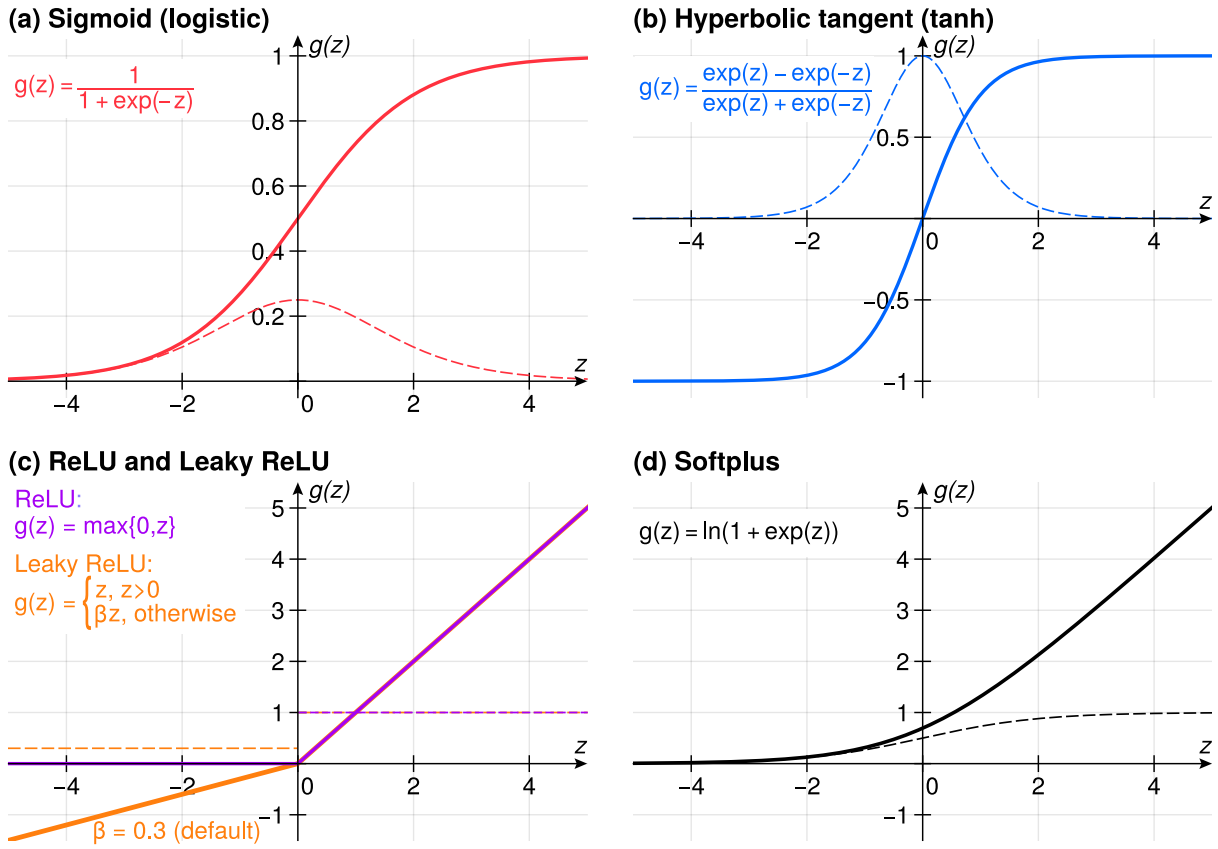 (a) Sigmoid (logistic)
g(z)
1
0.8
0.6
0.4
0.2
g(z) = 1 / 1 + exp(−z)
z
−4 −2 0 2 4
(b) Hyperbolic tangent (tanh)
g(z)
1
0.5
−0.5
−1
g(z) = exp(z) − exp(−z) / exp(z) + exp(−z)
z
−4 −2 0 2 4
(c) ReLU and Leaky ReLU
ReLU:
g(z) = max{0,z}
Leaky ReLU:
g(z) = { z, z>0
βz, otherwise
g(z)
5
4
3
2
1
−1
z
−4 −2 0 2 4
β = 0.3 (default)
(d) Softplus
g(z)
g(z) = ln(1 + exp(z))
5
4
3
2
1
−1
z
−4 −2 0 2 4